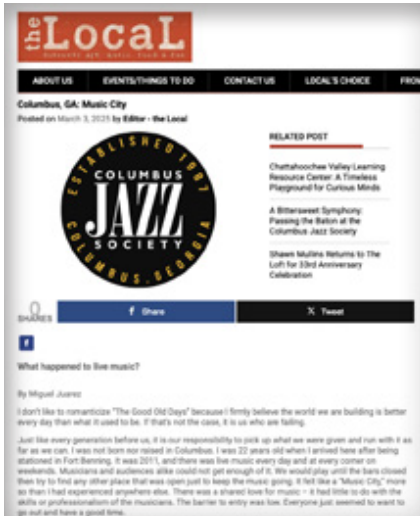 the LocaL
ABOUT US EVENTS/THINGS TO DO CONTACT US LOCAL'S CHOICE FROM
Columbus, GA: Music City
Posted on March 3, 2025 by Editor - the Local
ESTABLISHED 1987
COLUMBUS
JAZZ
SOCIETY
COLUMBUS, GEORGIA
RELATED POST
Chattahoochee Valley Learning
Resource Center: A Timeless
Playground for Curious Minds
A Bittersweet Symphony:
Passing the Baton at the
Columbus Jazz Society
Shawn Mullins Returns to The
Loft for 33rd Anniversary
Celebration
0
SHARES
f Share
X Tweet
f
What happened to live music?
By Miguel Juarez
I don't like to romanticize "The Good Old Days" because I firmly believe the world we are building is better
every day than what it used to be. If that's not the case, it is us who are failing.
Just like every generation before us, it is our responsibility to pick up what we were given and run with it as
far as we can. I was not born nor raised in Columbus. I was 22 years old when I arrived here after being
stationed in Fort Benning. It was 2011, and there was live music every day and at every corner on
weekends. Musicians and audiences alike could not get enough of it. We would play until the bars closed
then try to find any other place that was open just to keep the music going. It felt like a "Music City," more
so than I had experienced anywhere else. There was a shared love for music – it had little to do with the
skills or professionalism of the musicians. The barrier to entry was low. Everyone just seemed to want to
go out and have a good time.